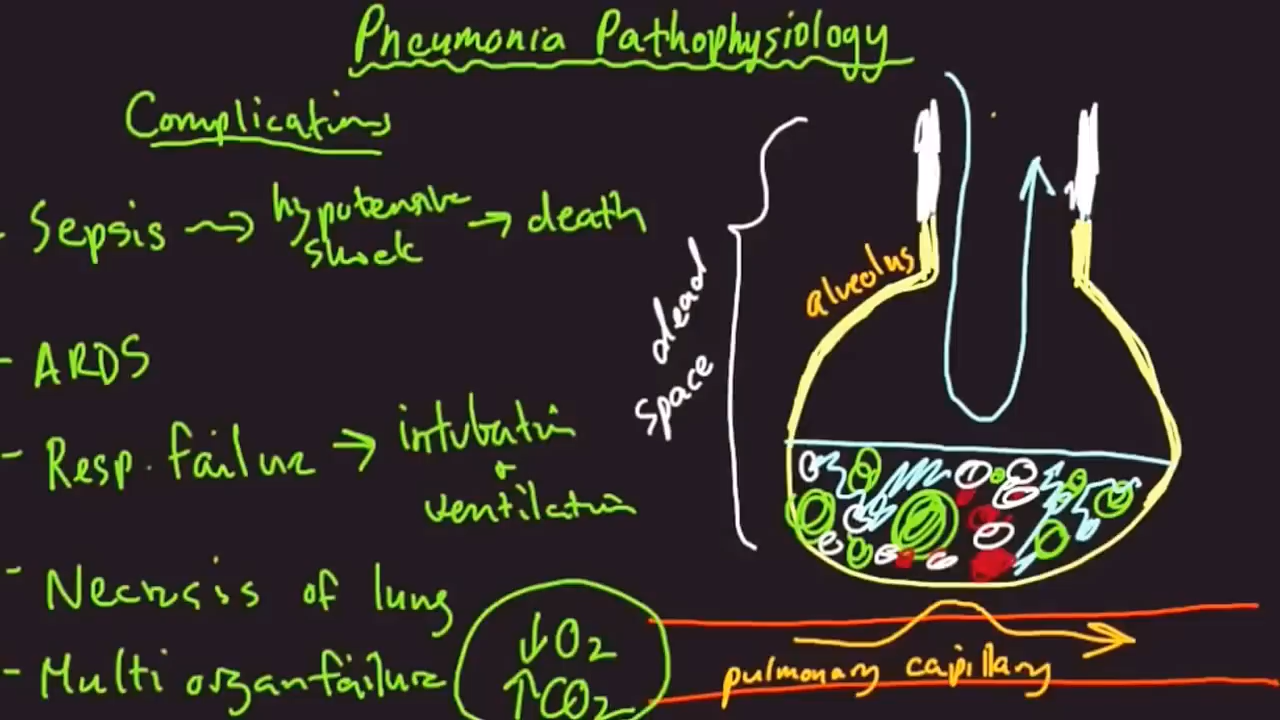 Pneumonia Pathophysiology
Complications
- Sepsis → hypotensive shock → death
- ARDS
- Resp. failure → intubation + ventilation
- Necrosis of lung
- Multi organ failure
↓O2
↑CO2
dead space
alveolus
pulmonary capillary